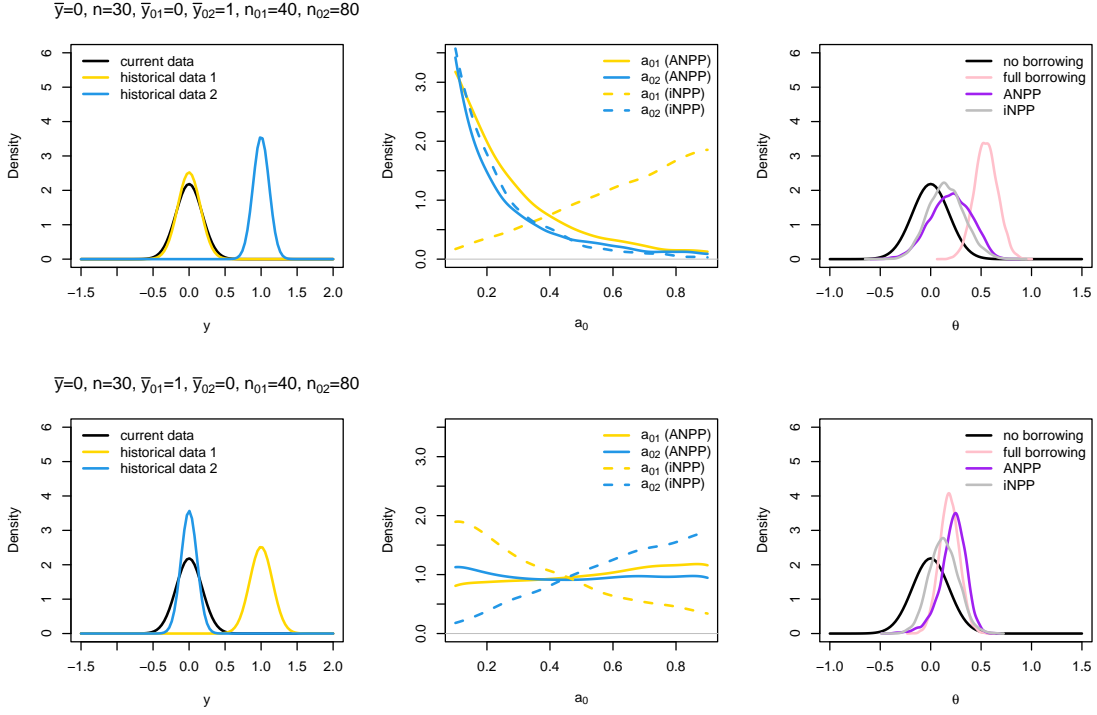 y̅=0, n=30, y̅₀₁=0, y̅₀₂=1, n₀₁=40, n₀₂=80
current data
historical data 1
historical data 2
Density
0 1 2 3 4 5 6
−1.5 −0.5 0.0 0.5 1.0 1.5 2.0
y
a₀₁ (ANPP)
a₀₂ (ANPP)
a₀₁ (iNPP)
a₀₂ (iNPP)
Density
0.0 1.0 2.0 3.0
0.2 0.4 0.6 0.8
a₀
no borrowing
full borrowing
ANPP
iNPP
Density
0 1 2 3 4 5 6
−1.0 −0.5 0.0 0.5 1.0 1.5
θ
y̅=0, n=30, y̅₀₁=1, y̅₀₂=0, n₀₁=40, n₀₂=80
current data
historical data 1
historical data 2
Density
0 1 2 3 4 5 6
−1.5 −0.5 0.0 0.5 1.0 1.5 2.0
y
a₀₁ (ANPP)
a₀₂ (ANPP)
a₀₁ (iNPP)
a₀₂ (iNPP)
Density
0.0 1.0 2.0 3.0
0.2 0.4 0.6 0.8
a₀
no borrowing
full borrowing
ANPP
iNPP
Density
0 1 2 3 4 5 6
−1.0 −0.5 0.0 0.5 1.0 1.5
θ